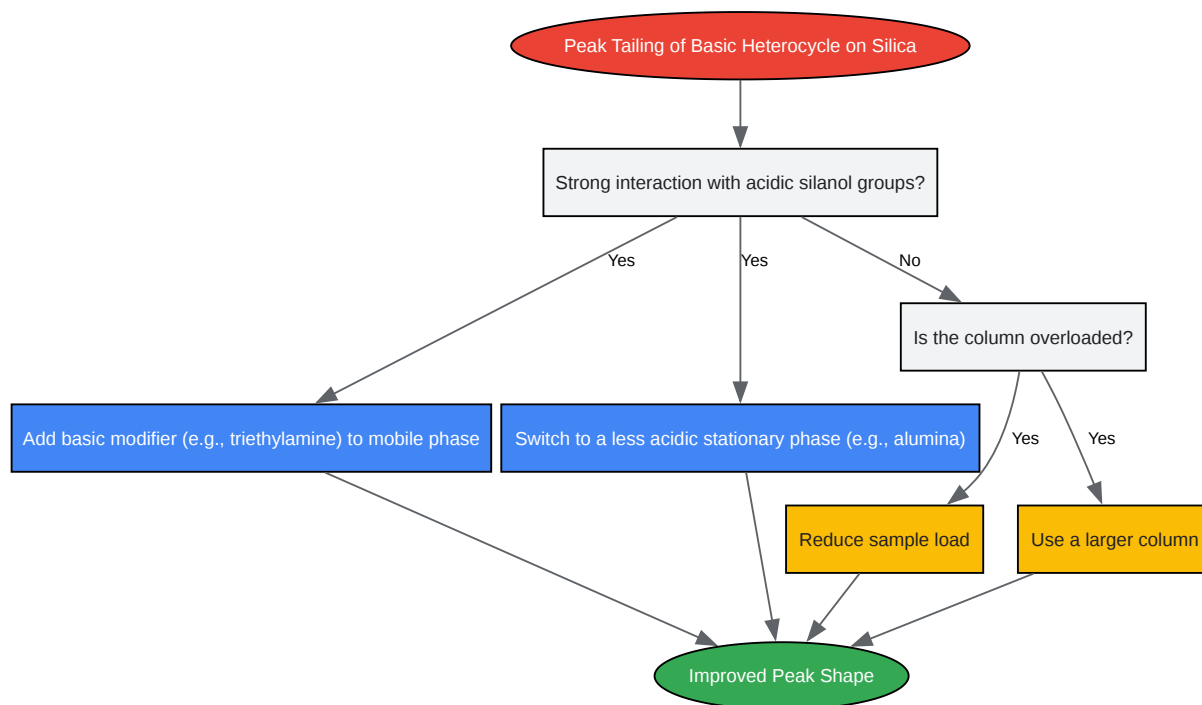 Peak Tailing of Basic Heterocycle on Silica
Strong interaction with acidic silanol groups?
Yes
Yes
No
Is the column overloaded?
Add basic modifier (e.g., triethylamine) to mobile phase
Switch to a less acidic stationary phase (e.g., alumina)
Yes
Yes
Reduce sample load
Use a larger column
Improved Peak Shape